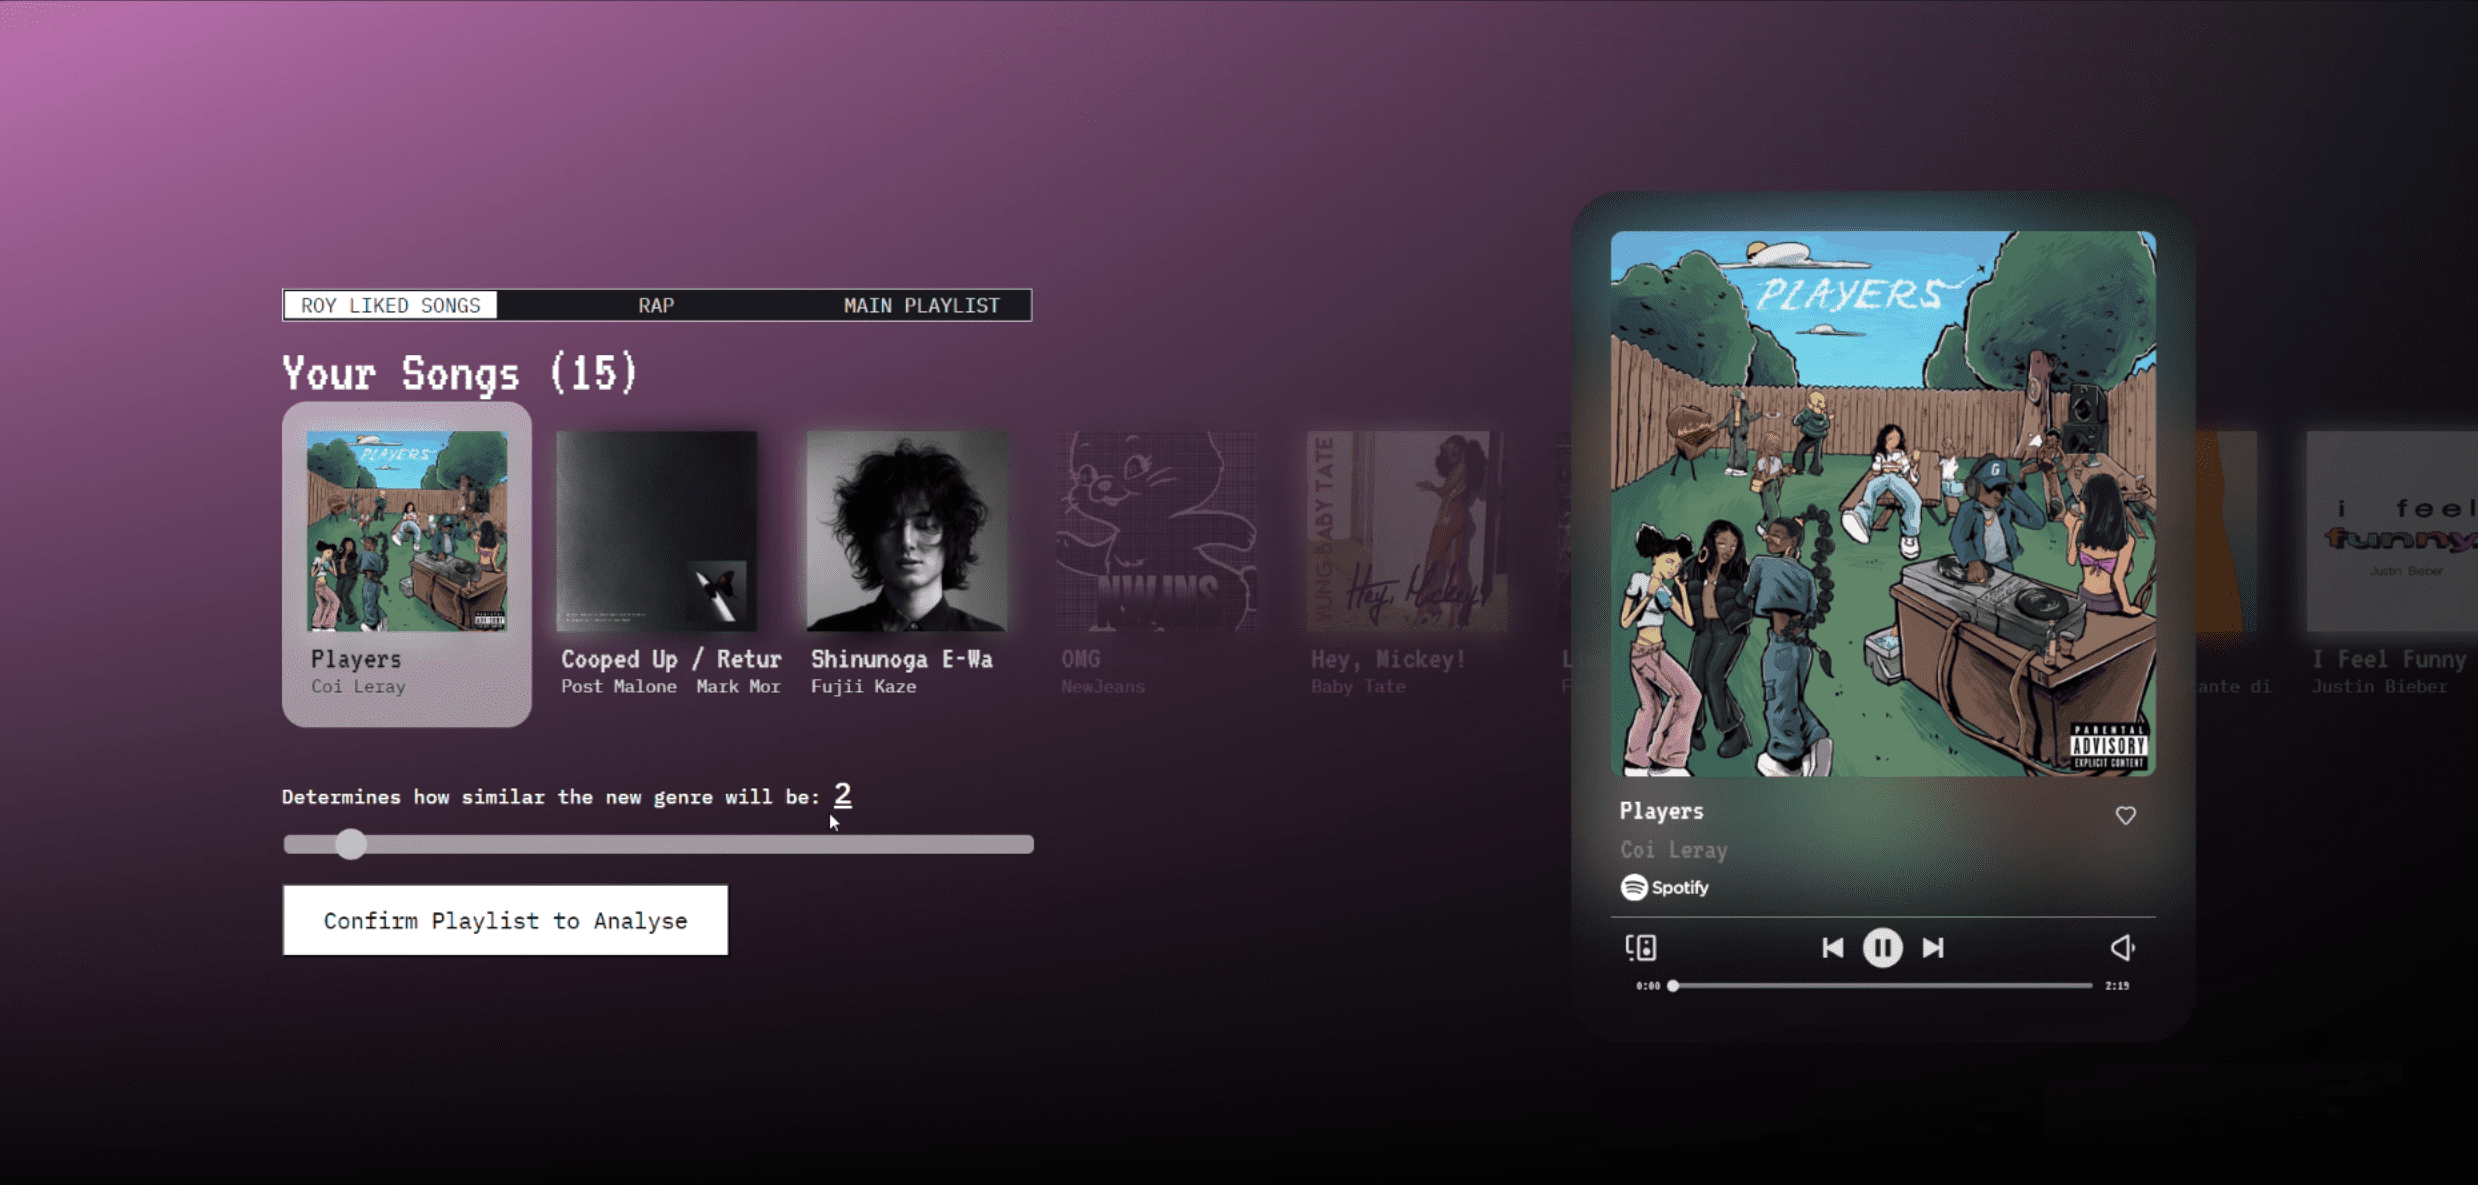 ROY LIKED SONGS RAP MAIN PLAYLIST
Your Songs (15)
PLAYERS
Players
Coi Leray
Cooped Up / Retur
Post Malone Mark Mor
Shinunoga E-Wa
Fujii Kaze
NWJNS
OMG
NewJeans
YUNG BABY TATE
Hey, Mickey!
Hey, Mickey!
Baby Tate
tante di
i feel
funny.
Justin Bieber
I Feel Funny
Justin Bieber
Determines how similar the new genre will be: 2
Confirm Playlist to Analyse
PLAYERS
G
PARENTAL
ADVISORY
EXPLICIT CONTENT
Players
Coi Leray
Spotify
0:00 2:19